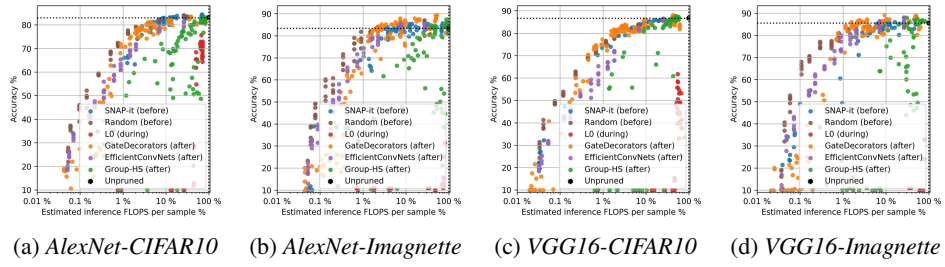 Accuracy %
90
80
70
60
50
40
30
20
10
SNAP-it (before)
Random (before)
L0 (during)
GateDecorators (after)
EfficientConvNets (after)
Group-HS (after)
Unpruned
0.01 % 0.1 % 1 % 10 % 100 %
Estimated inference FLOPS per sample %
(a) AlexNet-CIFAR10
Accuracy %
90
80
70
60
50
40
30
20
10
SNAP-it (before)
Random (before)
L0 (during)
GateDecorators (after)
EfficientConvNets (after)
Group-HS (after)
Unpruned
0.01 % 0.1 % 1 % 10 % 100 %
Estimated inference FLOPS per sample %
(b) AlexNet-Imagnette
Accuracy %
90
80
70
60
50
40
30
20
10
SNAP-it (before)
Random (before)
L0 (during)
GateDecorators (after)
EfficientConvNets (after)
Group-HS (after)
Unpruned
0.01 % 0.1 % 1 % 10 % 100 %
Estimated inference FLOPS per sample %
(c) VGG16-CIFAR10
Accuracy %
90
80
70
60
50
40
30
20
10
SNAP-it (before)
Random (before)
L0 (during)
GateDecorators (after)
EfficientConvNets (after)
Group-HS (after)
Unpruned
0.01 % 0.1 % 1 % 10 % 100 %
Estimated inference FLOPS per sample %
(d) VGG16-Imagnette